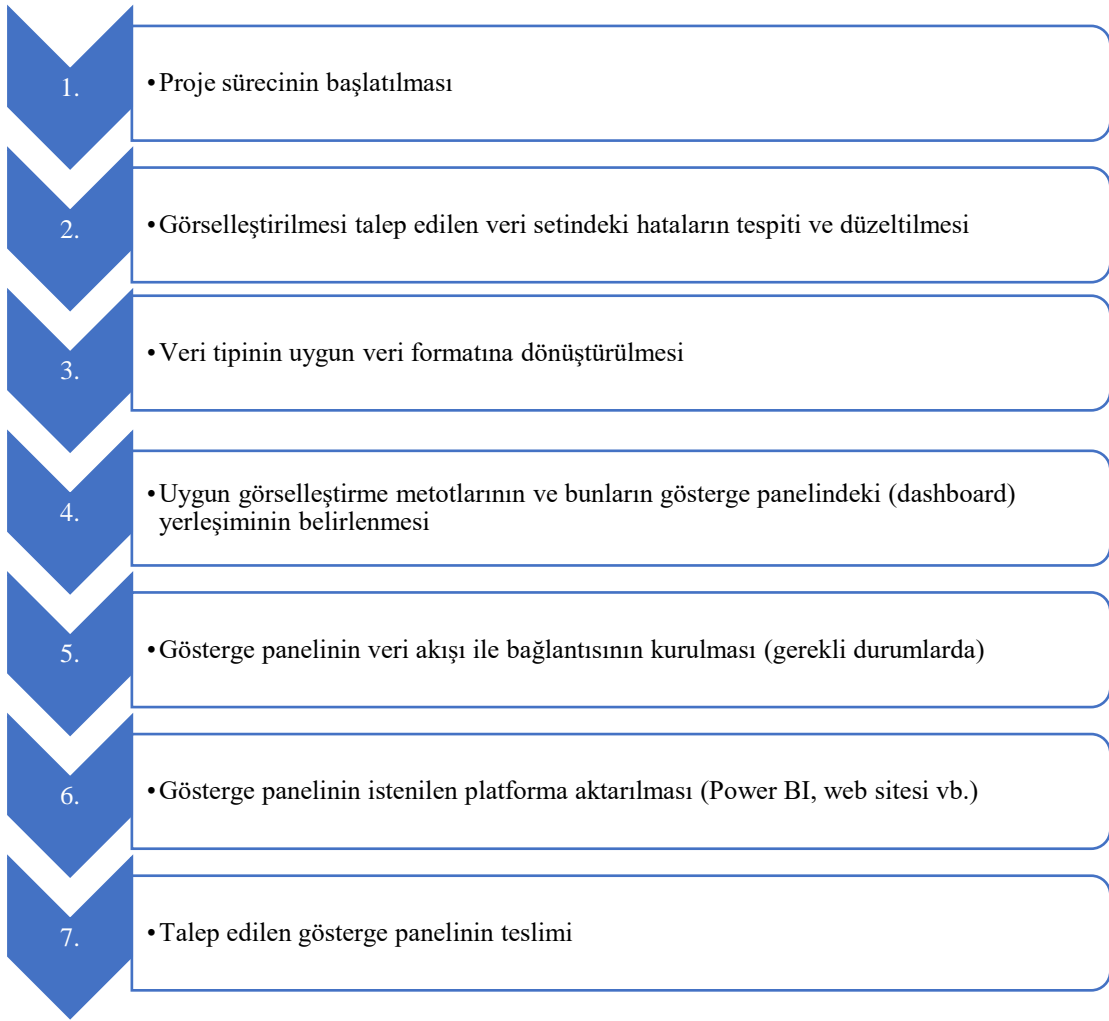 1.
•Proje sürecinin başlatılması
2.
•Görselleştirilmesi talep edilen veri setindeki hataların tespiti ve düzeltilmesi
3.
•Veri tipinin uygun veri formatına dönüştürülmesi
4.
•Uygun görselleştirme metotlarının ve bunların gösterge panelindeki (dashboard)
yerleşiminin belirlenmesi
5.
•Gösterge panelinin veri akışı ile bağlantısının kurulması (gerekli durumlarda)
6.
•Gösterge panelinin istenilen platforma aktarılması (Power BI, web sitesi vb.)
7.
•Talep edilen gösterge panelinin teslimi